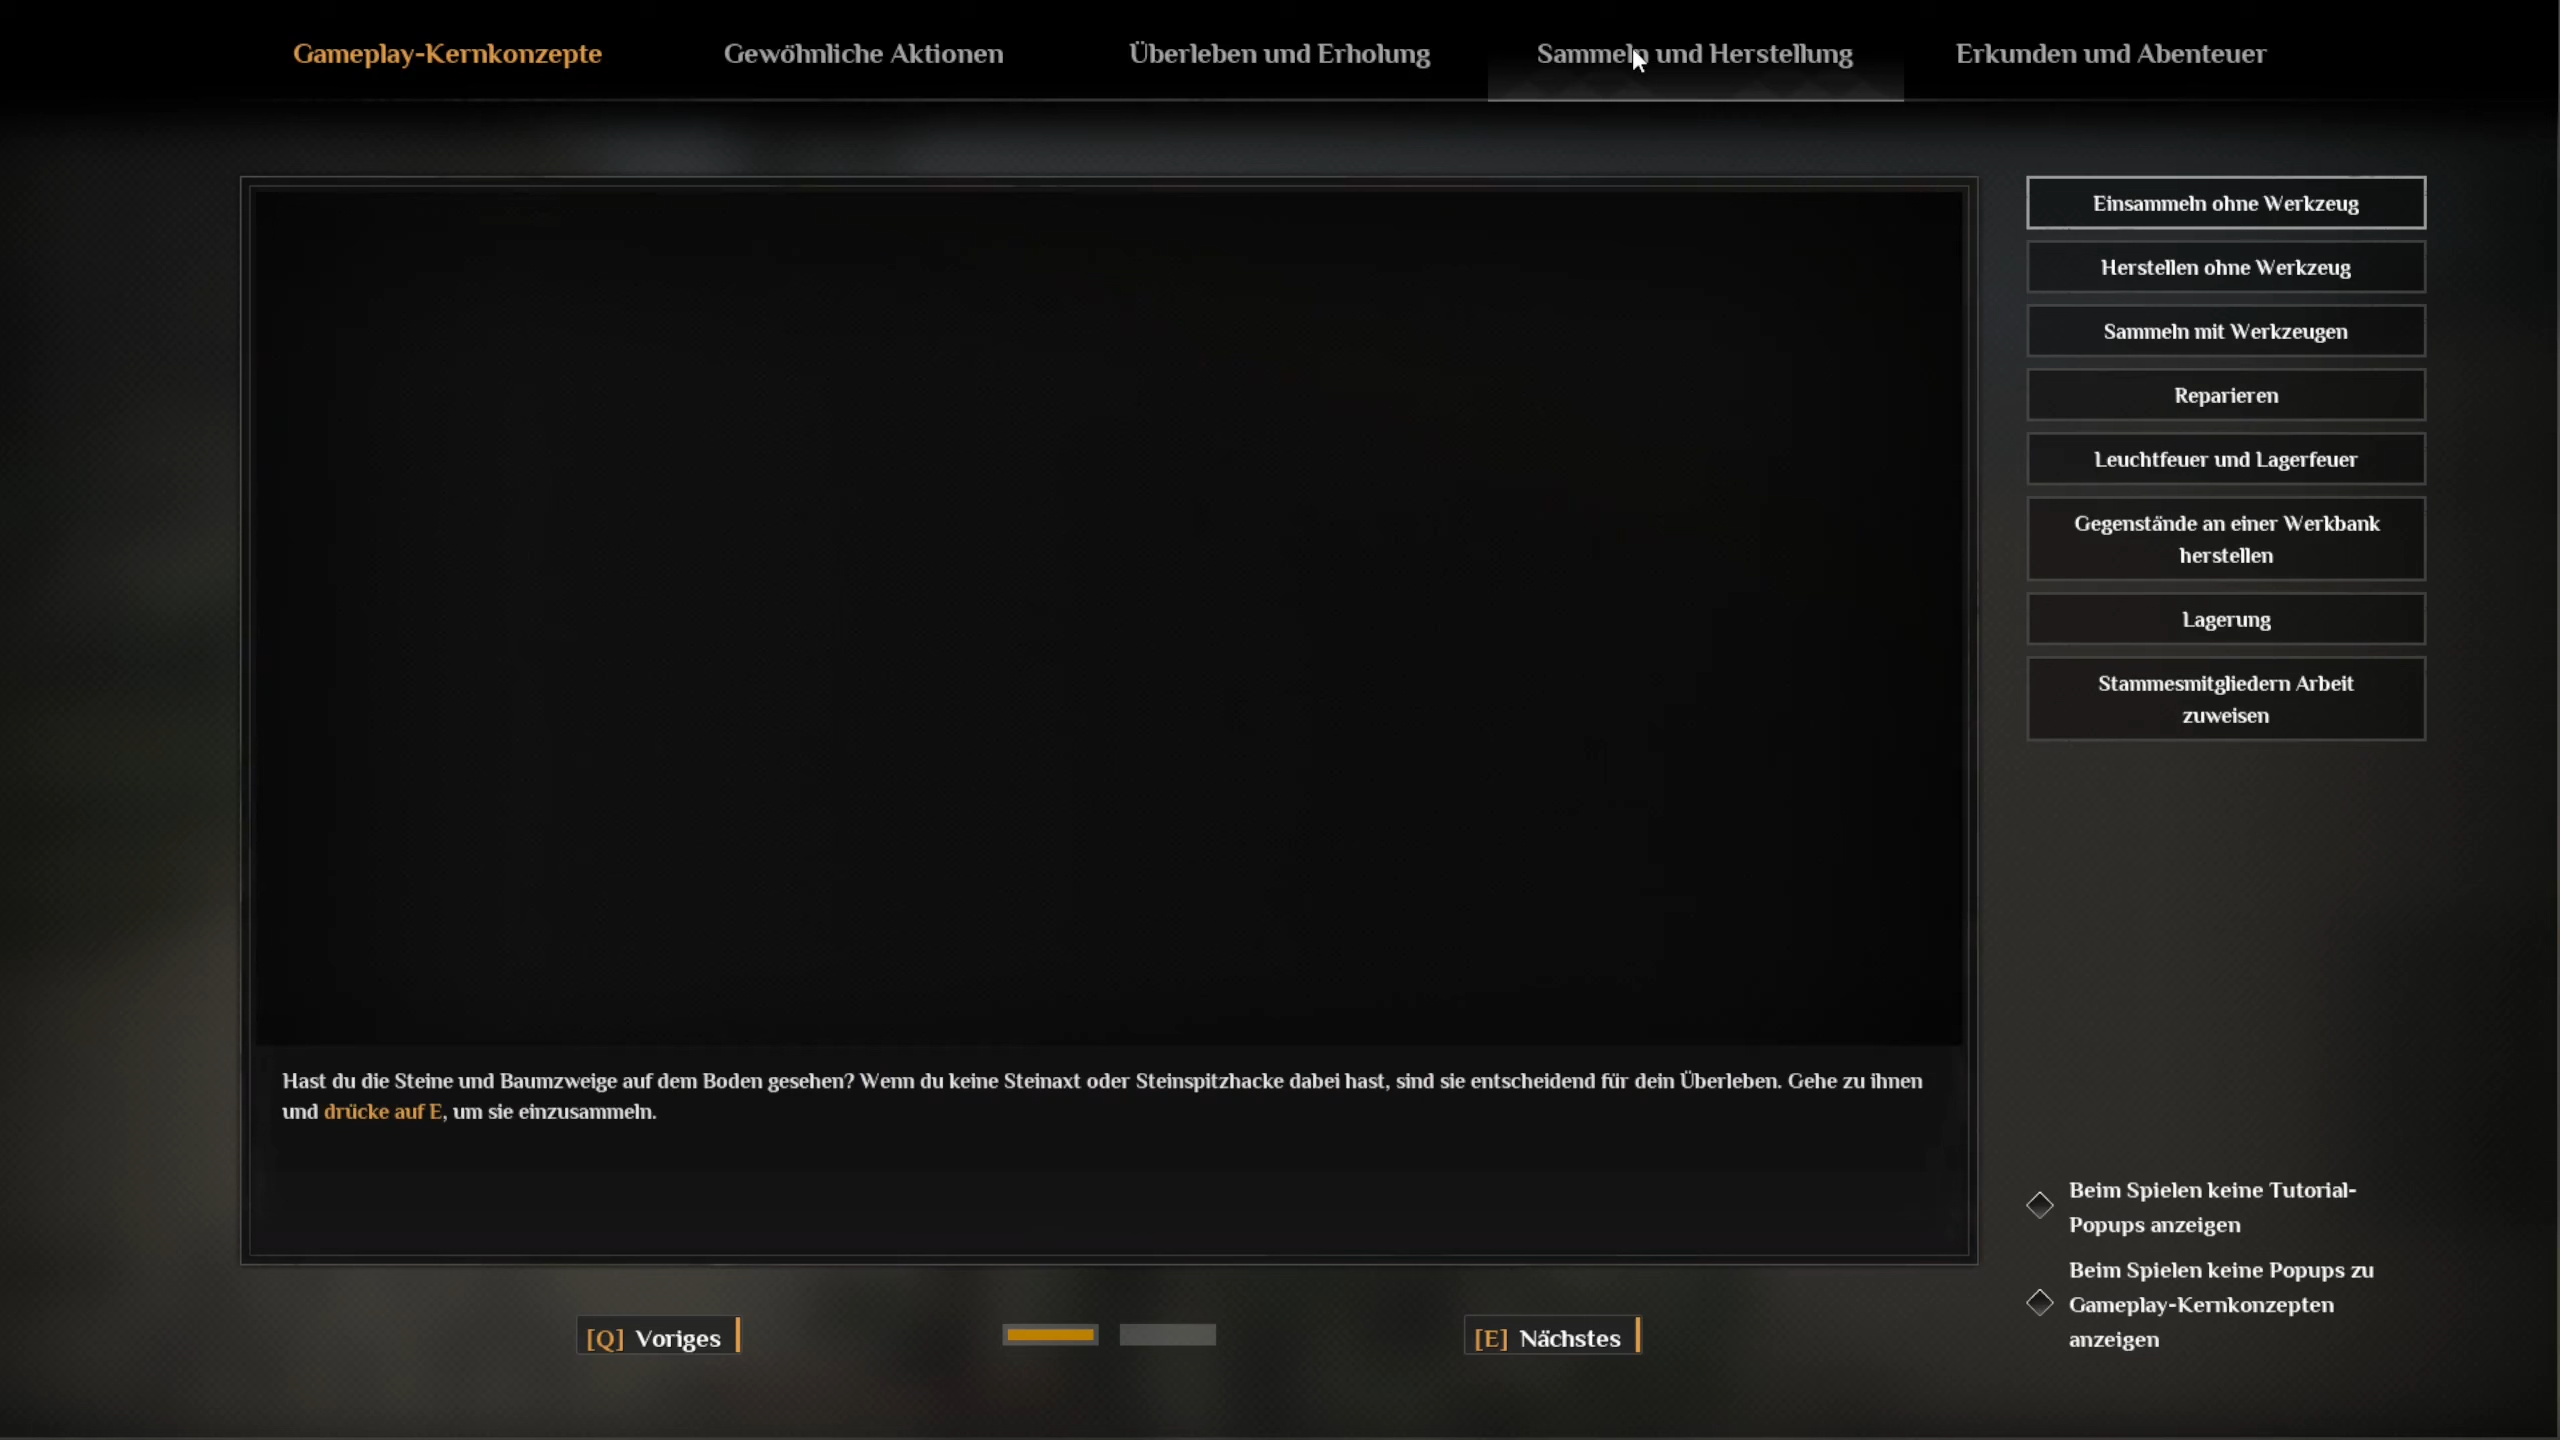 Gameplay-Kernkonzepte
Gewöhnliche Aktionen
Überleben und Erholung
Sammeln und Herstellung
Erkunden und Abenteuer
Einsammeln ohne Werkzeug
Herstellen ohne Werkzeug
Sammeln mit Werkzeugen
Reparieren
Leuchtfeuer und Lagerfeuer
Gegenstände an einer Werkbank
herstellen
Lagerung
Stammesmitgliedern Arbeit
zuweisen
Hast du die Steine und Baumzweige auf dem Boden gesehen? Wenn du keine Steinaxt oder Steinspitzhacke dabei hast, sind sie entscheidend für dein Überleben. Gehe zu ihnen
und drücke auf E, um sie einzusammeln.
Beim Spielen keine Tutorial-
Popups anzeigen
Beim Spielen keine Popups zu
Gameplay-Kernkonzepten
anzeigen
[Q] Voriges
[E] Nächstes